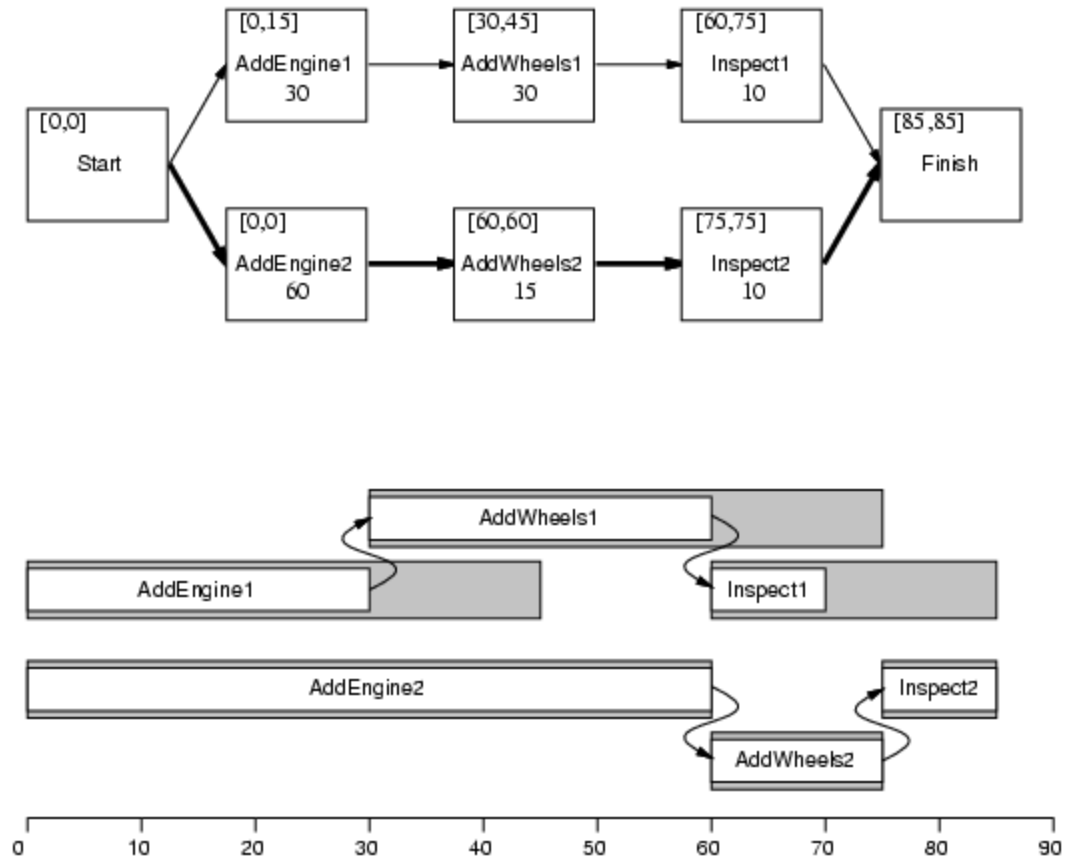 [0,15]
AddEngine1
30
[30,45]
AddWheels1
30
[60,75]
Inspect1
10
[0,0]
Start
[85,85]
Finish
[0,0]
AddEngine2
60
[60,60]
AddWheels2
15
[75,75]
Inspect2
10
AddWheels1
AddEngine1
Inspect1
AddEngine2
Inspect2
AddWheels2
0 10 20 30 40 50 60 70 80 90